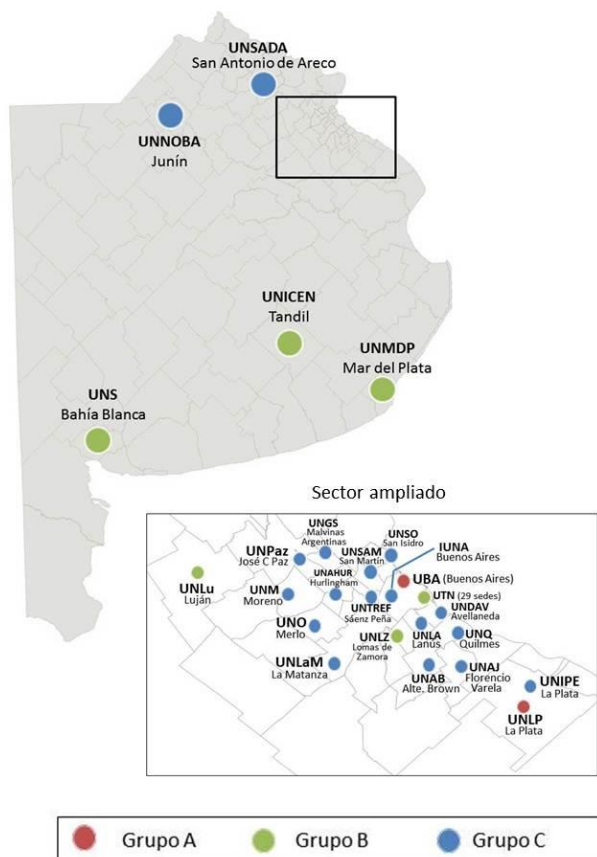 UNSADA
San Antonio de Areco
UNNOBA
Junín
UNICEN
Tandil
UNMDP
Mar del Plata
UNS
Bahía Blanca
Sector ampliado
UNGS
Malvinas
Argentinas
UNSO
San Isidro
IUNA
Buenos Aires
UNPaz
José C Paz
UNSAM
San Martín
UBA (Buenos Aires)
UNLu
Luján
UNM
Moreno
UNAHUR
Hurlingham
UTN (29 sedes)
UNTREF
Sáenz Peña
UNDAV
Avellaneda
UNO
Merlo
UNLZ
Lomas de
Zamora
UNLA
Lanús
UNQ
Quilmes
UNLaM
La Matanza
UNAB
Alte. Brown
UNAJ
Florencio
Varela
UNIPE
La Plata
UNLP
La Plata
Grupo A Grupo B Grupo C